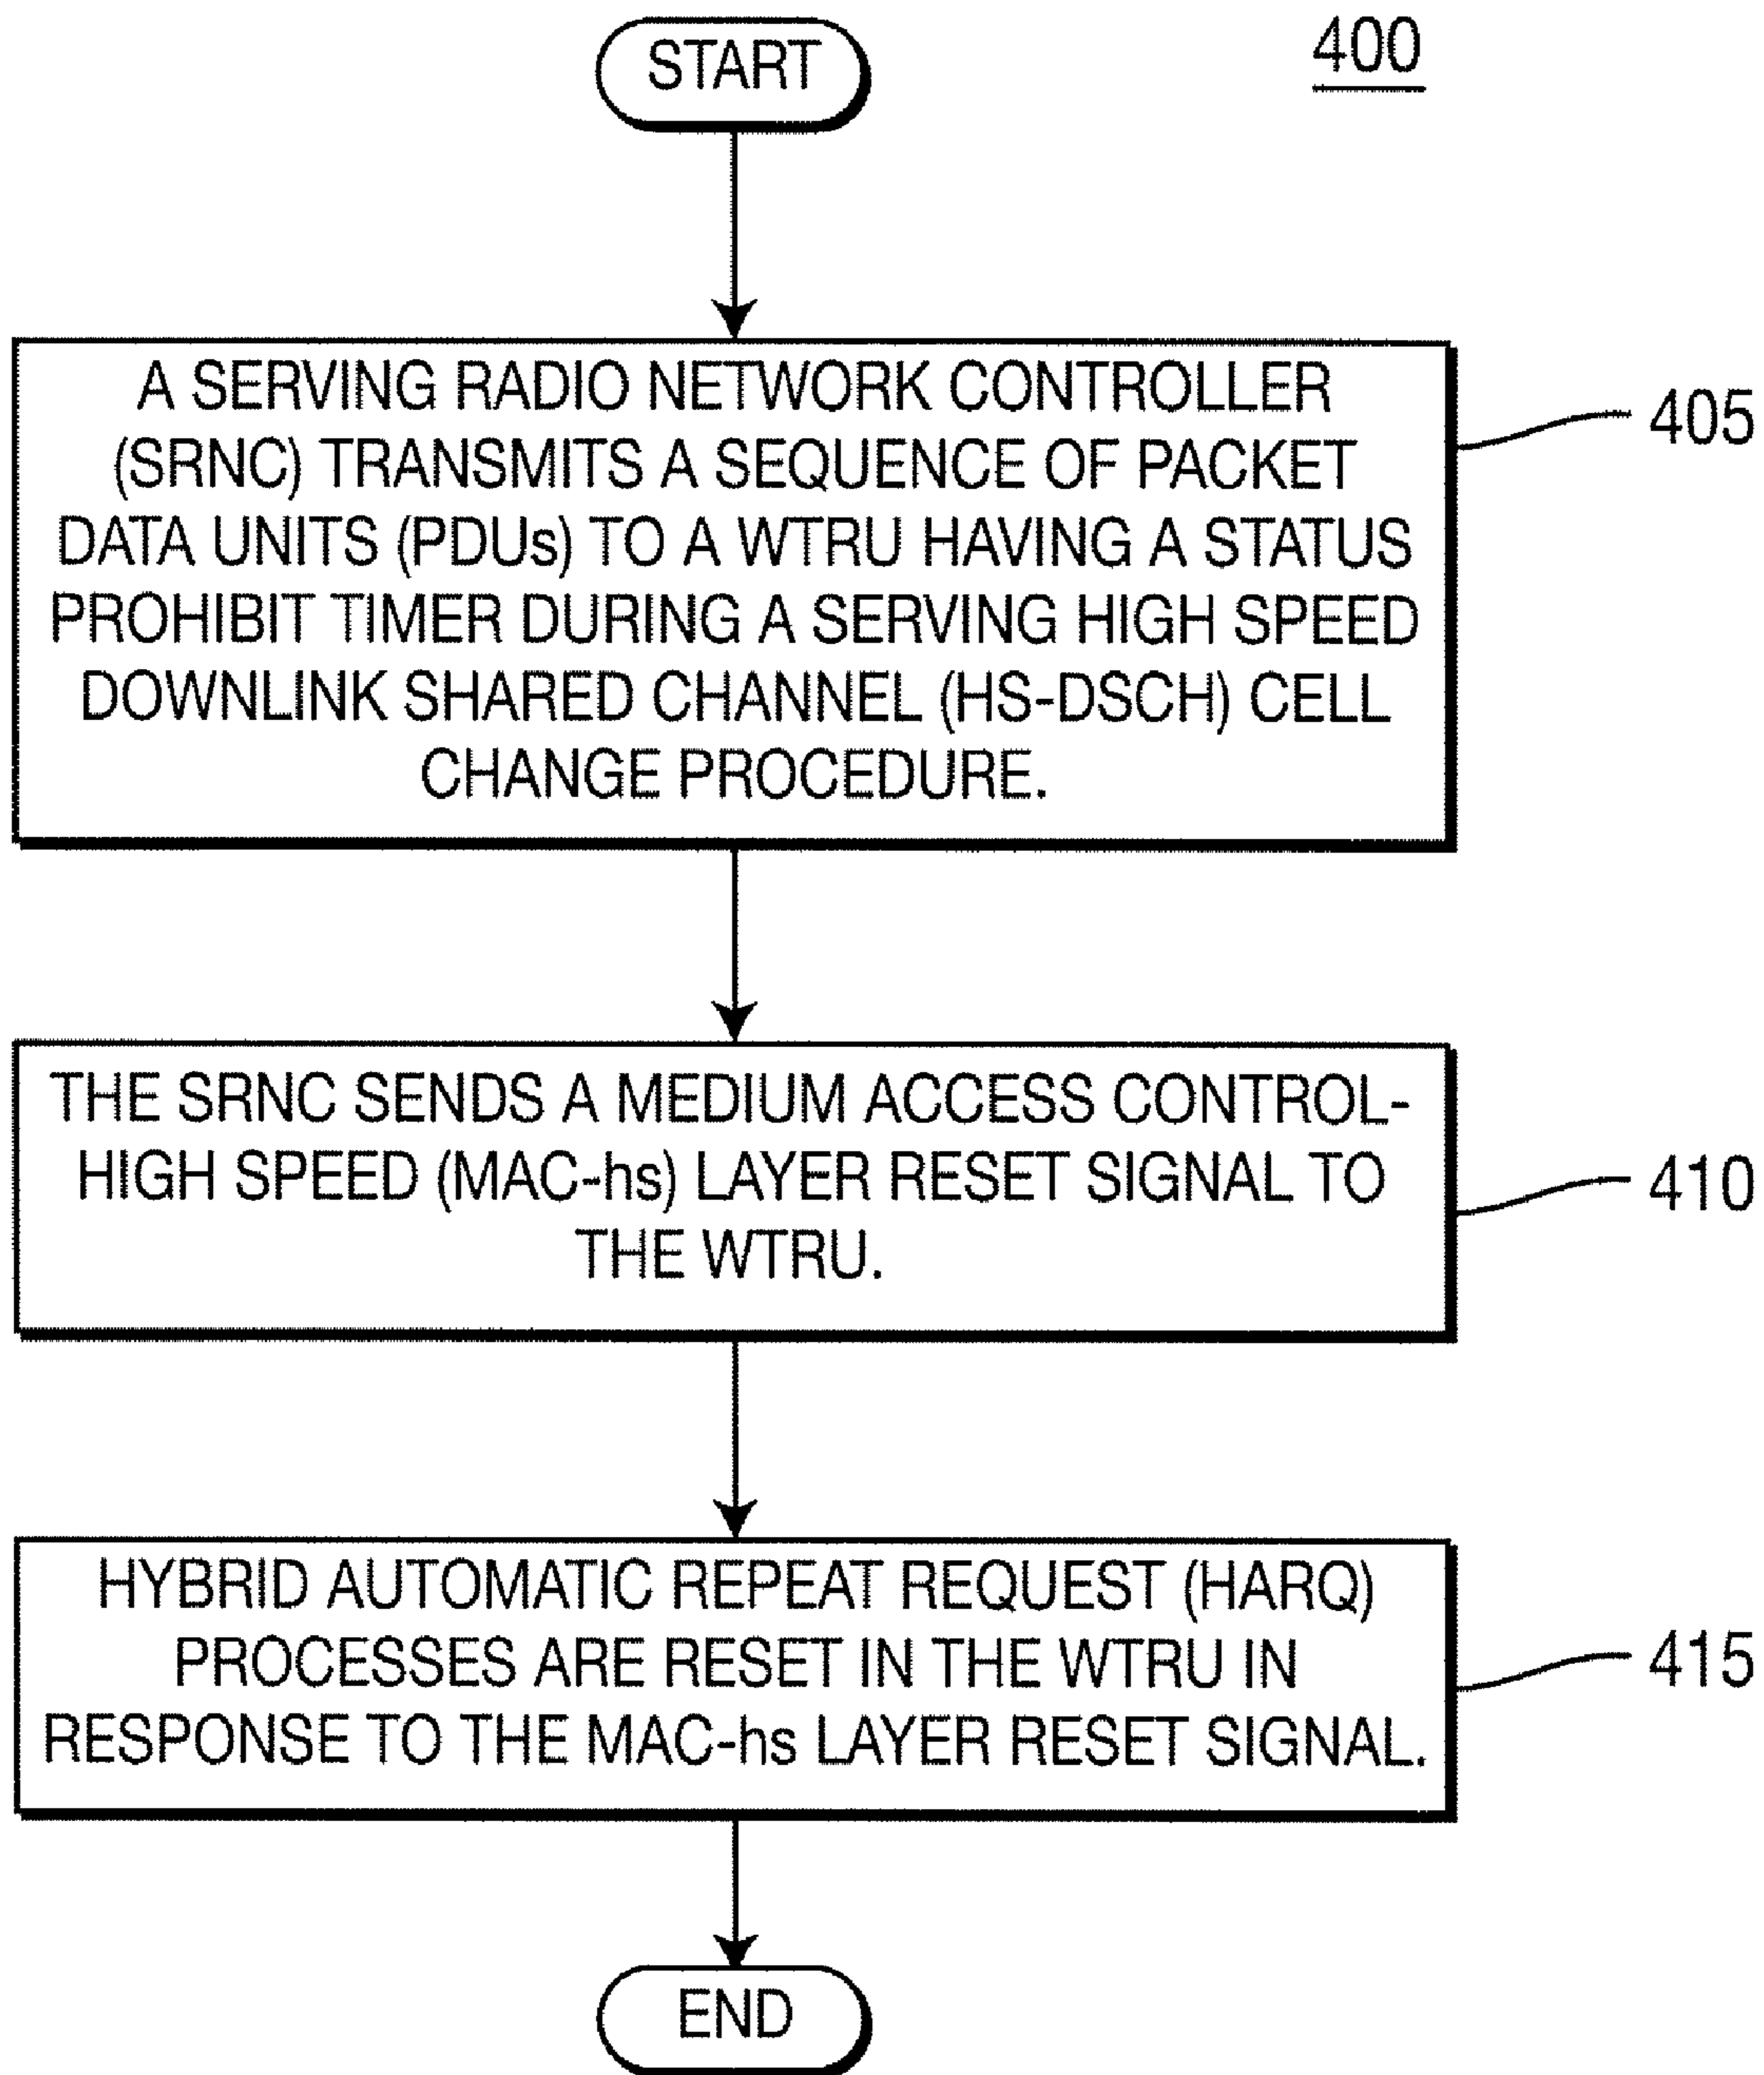 START
400
A SERVING RADIO NETWORK CONTROLLER
(SRNC) TRANSMITS A SEQUENCE OF PACKET
DATA UNITS (PDUs) TO A WTRU HAVING A STATUS
PROHIBIT TIMER DURING A SERVING HIGH SPEED
DOWNLINK SHARED CHANNEL (HS-DSCH) CELL
CHANGE PROCEDURE.
405
THE SRNC SENDS A MEDIUM ACCESS CONTROL-
HIGH SPEED (MAC-hs) LAYER RESET SIGNAL TO
THE WTRU.
410
HYBRID AUTOMATIC REPEAT REQUEST (HARQ)
PROCESSES ARE RESET IN THE WTRU IN
RESPONSE TO THE MAC-hs LAYER RESET SIGNAL.
415
END